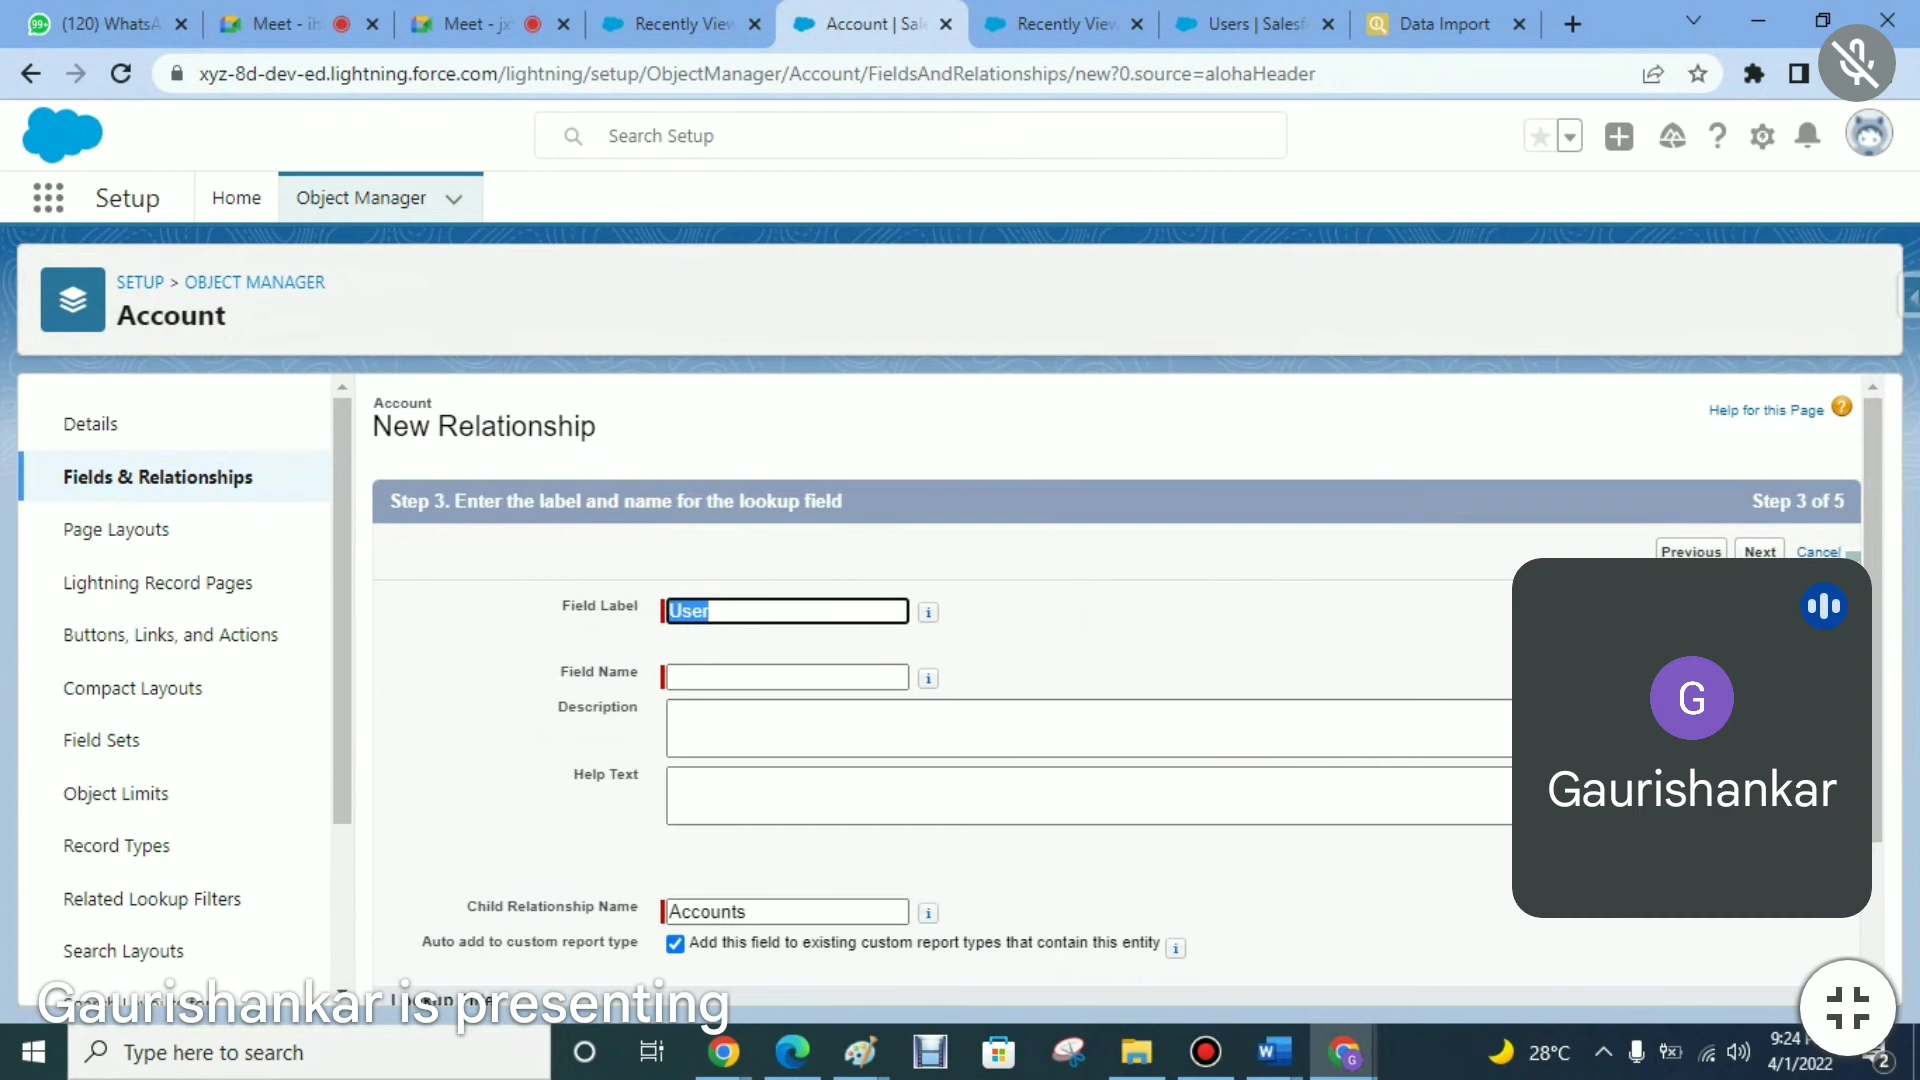 99+
(120) WhatsA
Meet - ih
Meet - jx
Recently View
Account | Sale
Recently View
Users | Salesf
Data Import
xyz-8d-dev-ed.lightning.force.com/lightning/setup/ObjectManager/Account/FieldsAndRelationships/new?0.source=alohaHeader
Search Setup
Setup
Home
Object Manager
SETUP > OBJECT MANAGER
Account
Details
Fields & Relationships
Page Layouts
Lightning Record Pages
Buttons, Links, and Actions
Compact Layouts
Field Sets
Object Limits
Record Types
Related Lookup Filters
Search Layouts
Account
New Relationship
Help for this Page
Step 3. Enter the label and name for the lookup field
Step 3 of 5
Previous
Next
Cancel
Field Label
User
Field Name
Description
Help Text
Child Relationship Name
Accounts
Auto add to custom report type
Add this field to existing custom report types that contain this entity
G
Gaurishankar
Gaurishankar is presenting
Type here to search
28°C
9:24
4/1/2022
2